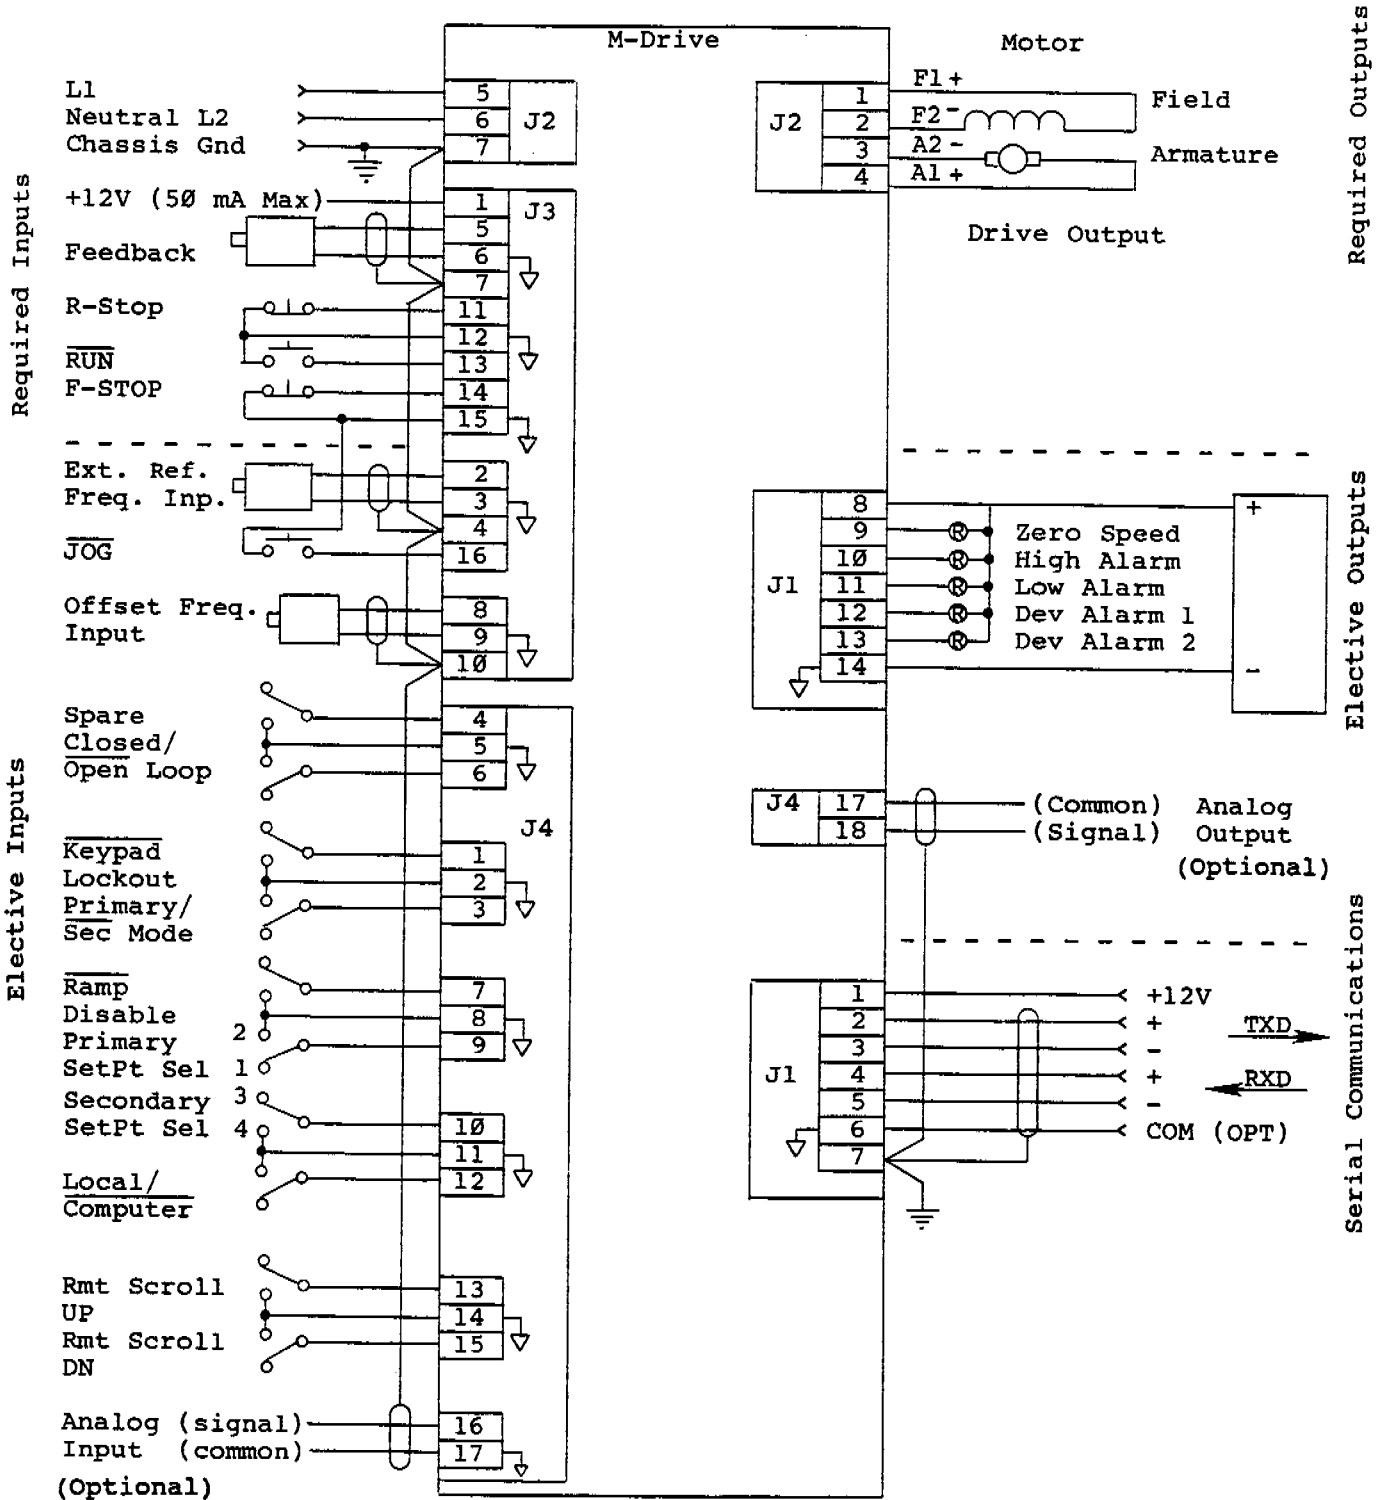 M-Drive
Required Inputs
L1
Neutral L2
Chassis Gnd
5
6
7
J2
+12V (50 mA Max)
Feedback
R-Stop
RUN
F-STOP
1
5
6
7
11
12
13
14
15
J3
Elective Inputs
Ext. Ref.
Freq. Inp.
JOG
2
3
4
16
Offset Freq.
Input
8
9
10
Spare
Closed/
Open Loop
4
5
6
J4
Keypad
Lockout
Primary/
Sec Mode
1
2
3
Ramp
Disable
Primary 2
SetPt Sel 1
7
8
9
Secondary 3
SetPt Sel 4
Local/
Computer
10
11
12
Rmt Scroll
UP
Rmt Scroll
DN
13
14
15
Analog (signal)
Input (common)
(Optional)
16
17
Required Outputs
Motor
J2
1
2
3
4
F1+
F2-
A2-
A1+
Field
Armature
Drive Output
Elective Outputs
J1
8
9
10
11
12
13
14
R
R
R
R
R
Zero Speed
High Alarm
Low Alarm
Dev Alarm 1
Dev Alarm 2
+
-
J4
17
18
(Common)
(Signal)
Analog
Output
(Optional)
Serial Communications
J1
1
2
3
4
5
6
7
+12V
+
-
+
-
COM (OPT)
TXD
RXD